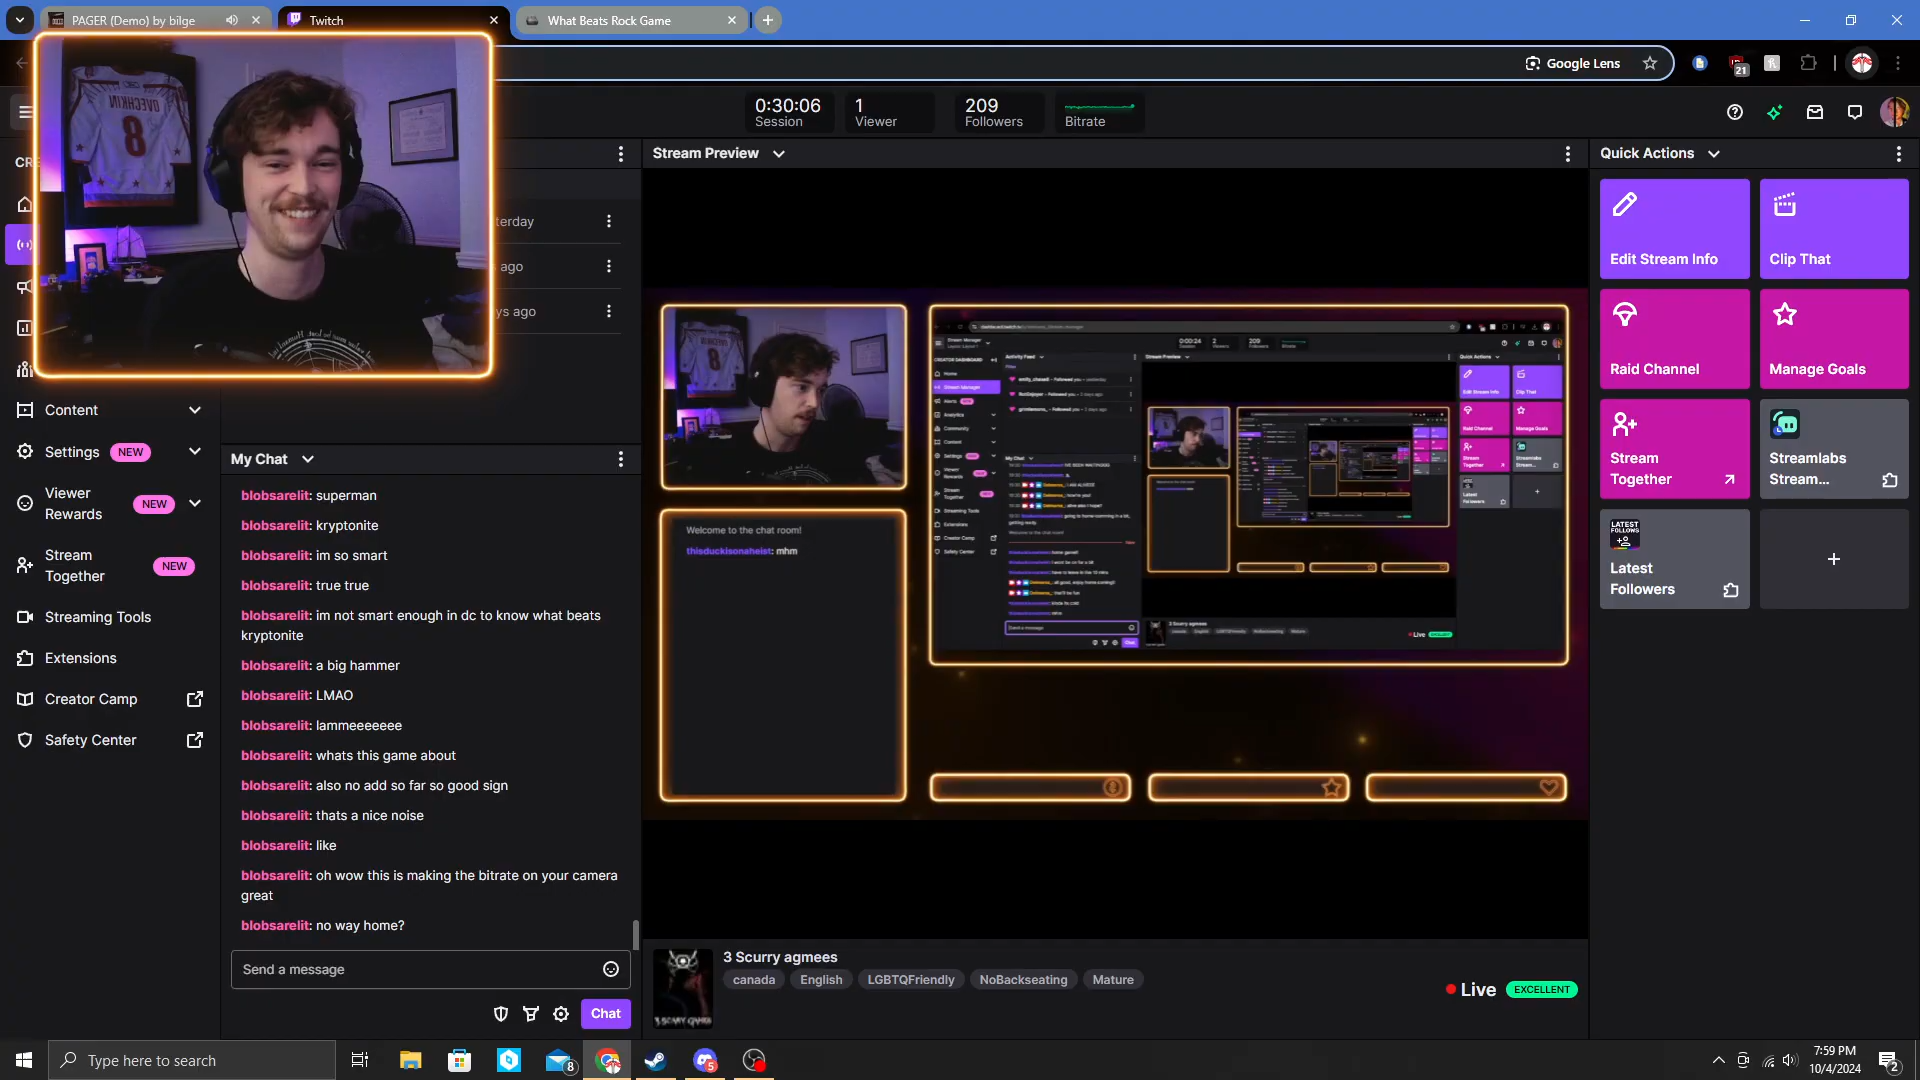 PAGER (Demo) by bilge
Twitch
What Beats Rock Game
Google Lens
21
OVECHKIN
8
0:30:06
Session
1
Viewer
209
Followers
Bitrate
Stream Preview
Quick Actions
terday
ago
ys ago
Edit Stream Info
Clip That
Raid Channel
Manage Goals
Stream Together
Streamlabs Stream...
LATEST FOLLOWS
Latest Followers
Content
Settings NEW
Viewer Rewards NEW
Stream Together NEW
Streaming Tools
Extensions
Creator Camp
Safety Center
My Chat
blobsarelit: superman
blobsarelit: kryptonite
blobsarelit: im so smart
blobsarelit: true true
blobsarelit: im not smart enough in dc to know what beats
kryptonite
blobsarelit: a big hammer
blobsarelit: LMAO
blobsarelit: lammeeeeeee
blobsarelit: whats this game about
blobsarelit: also no add so far so good sign
blobsarelit: thats a nice noise
blobsarelit: like
blobsarelit: oh wow this is making the bitrate on your camera
great
blobsarelit: no way home?
Send a message
Chat
Welcome to the chat room!
thisduckisonaheist: mhm
3 Scurry agmees
canada English LGBTQFriendly NoBackseating Mature
Live EXCELLENT
Type here to search
8
5
7:59 PM
10/4/2024
2